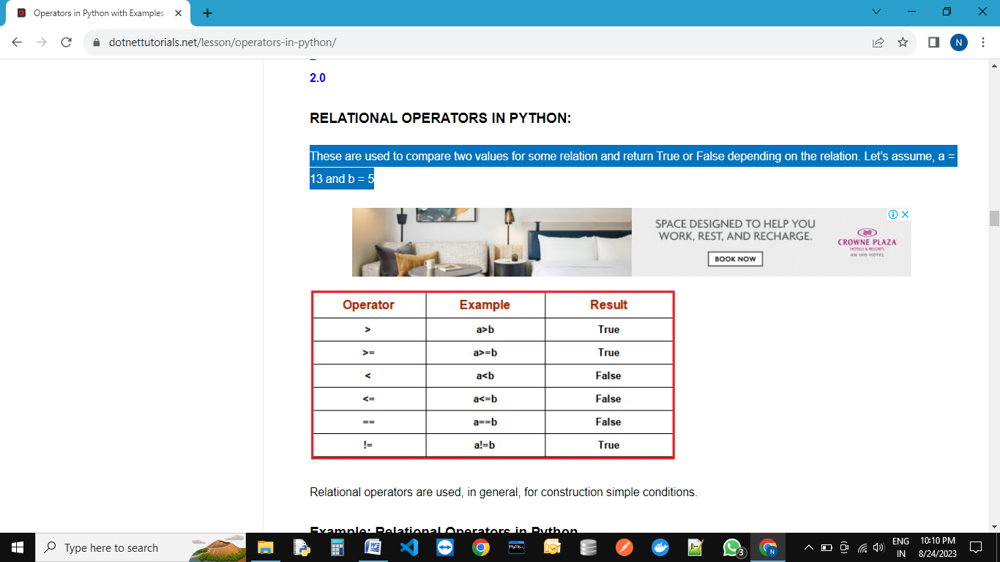 Operators in Python with Examples
dotnettutorials.net/lesson/operators-in-python/
N
2.0
RELATIONAL OPERATORS IN PYTHON:
These are used to compare two values for some relation and return True or False depending on the relation. Let's assume, a =
13 and b = 5
SPACE DESIGNED TO HELP YOU
WORK, REST, AND RECHARGE.
BOOK NOW
CROWNE PLAZA
HOTELS & RESORTS
AN IHG HOTEL
Operator Example Result
> a>b True
>= a>=b True
< a<b False
<= a<=b False
== a==b False
!= a!=b True
Relational operators are used, in general, for construction simple conditions.
Example: Relational Operators in Python
Type here to search
MySQL
3
N
ENG
IN
10:10 PM
8/24/2023